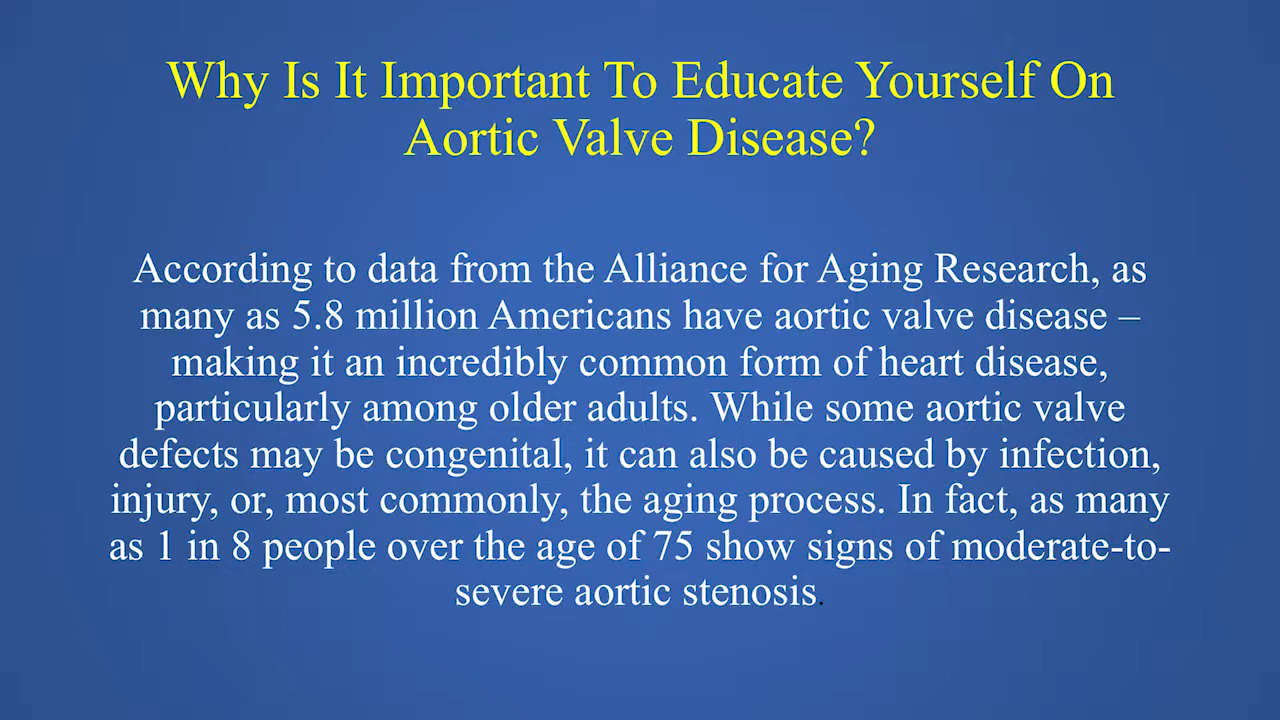 Why Is It Important To Educate Yourself On
Aortic Valve Disease?
According to data from the Alliance for Aging Research, as
many as 5.8 million Americans have aortic valve disease –
making it an incredibly common form of heart disease,
particularly among older adults. While some aortic valve
defects may be congenital, it can also be caused by infection,
injury, or, most commonly, the aging process. In fact, as many
as 1 in 8 people over the age of 75 show signs of moderate-to-
severe aortic stenosis.